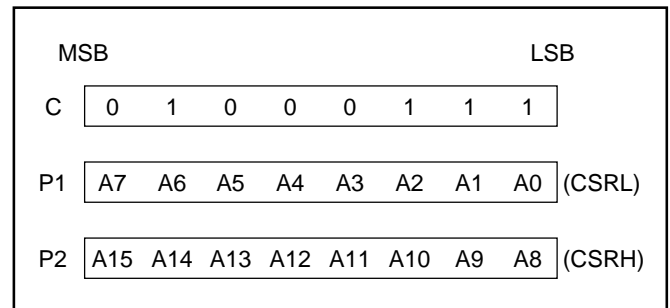 MSB LSB
C 0 1 0 0 0 1 1 1
P1 A7 A6 A5 A4 A3 A2 A1 A0 (CSRL)
P2 A15 A14 A13 A12 A11 A10 A9 A8 (CSRH)